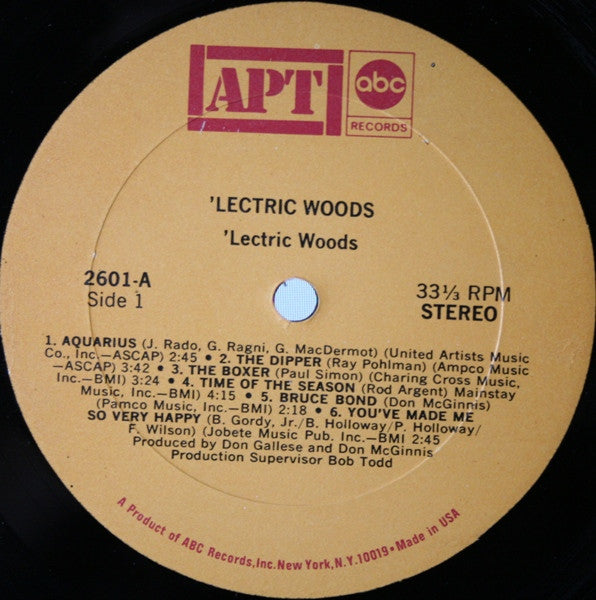 APT
abc
RECORDS
'LECTRIC WOODS
'Lectric Woods
2601-A
Side 1
33⅓ RPM
STEREO
1. AQUARIUS (J. Rado, G. Ragni, G. MacDermot) (United Artists Music
Co., Inc.—ASCAP) 2:45 • 2. THE DIPPER (Ray Pohlman) (Ampco Music
—ASCAP) 3:42 • 3. THE BOXER (Paul Simon) (Charing Cross Music,
Inc.—BMI) 3:24 • 4. TIME OF THE SEASON (Rod Argent) Mainstay
Music, Inc.—BMI) 4:15 • 5. BRUCE BOND (Don McGinnis)
(Pamco Music, Inc.—BMI) 2:18 • 6. YOU'VE MADE ME
SO VERY HAPPY (B. Gordy, Jr./B. Holloway/P. Holloway/
F. Wilson) (Jobete Music Pub. Inc.—BMI 2:45
Produced by Don Gallese and Don McGinnis
Production Supervisor Bob Todd
A Product of ABC Records, Inc. New York, N.Y. 10019 • Made in USA